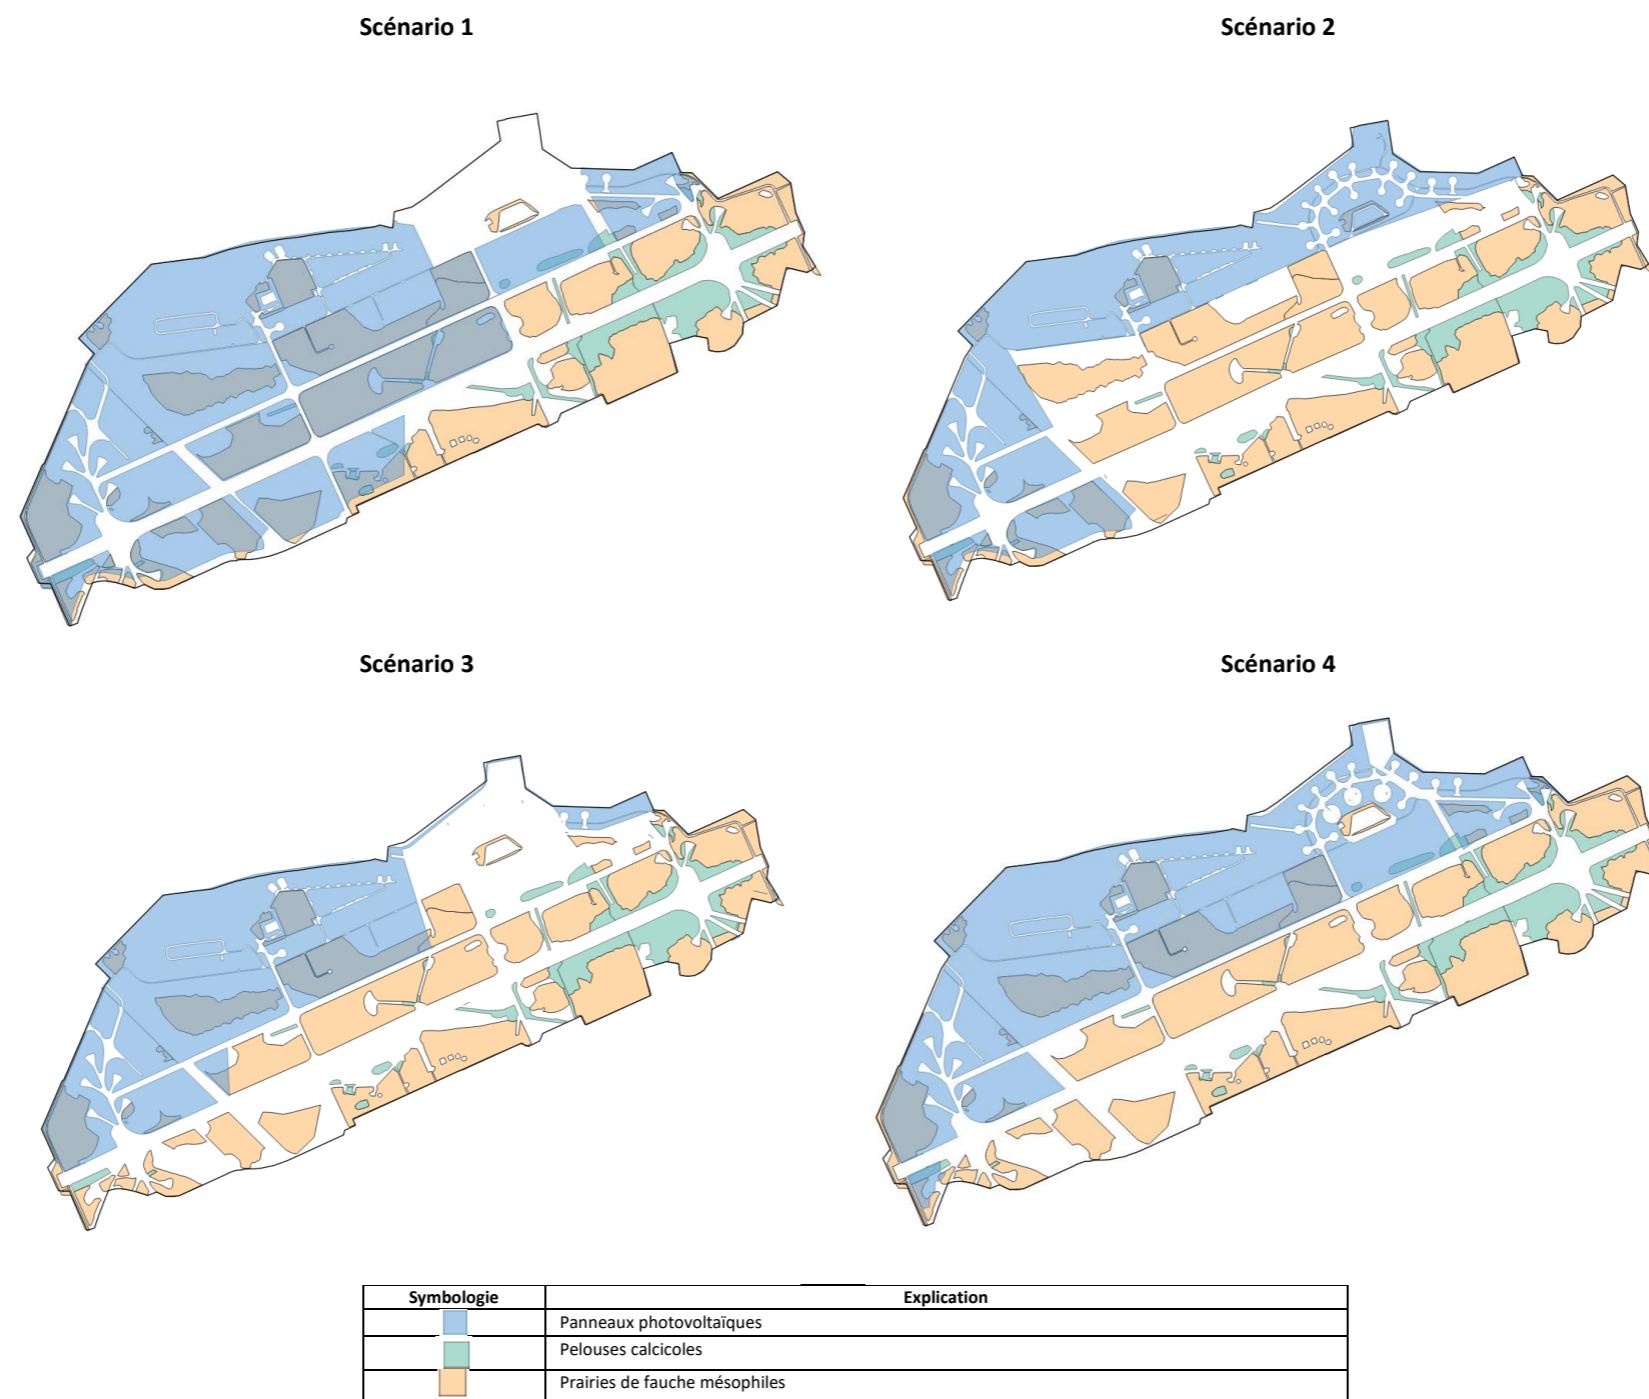 Scénario 1
Scénario 2
Scénario 3
Scénario 4
Symbologie Explication
Panneaux photovoltaïques
Pelouses calcicoles
Prairies de fauche mésophiles